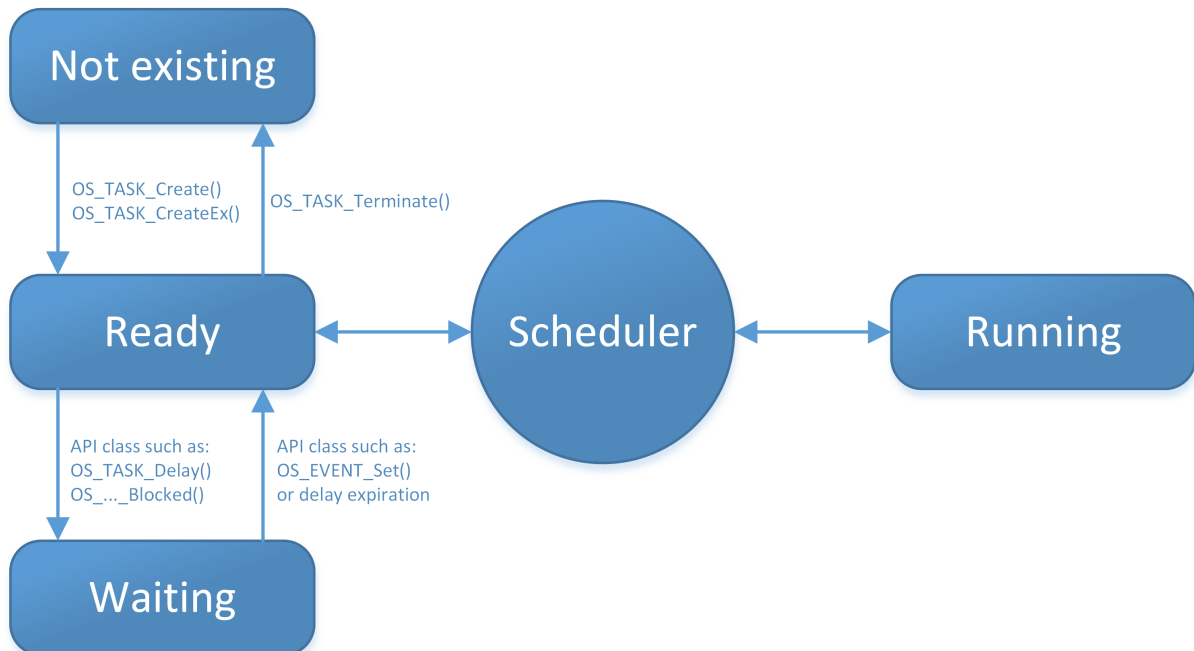 Not existing
OS_TASK_Create()
OS_TASK_CreateEx()
OS_TASK_Terminate()
Ready
Scheduler
Running
API class such as:
OS_TASK_Delay()
OS_..._Blocked()
API class such as:
OS_EVENT_Set()
or delay expiration
Waiting